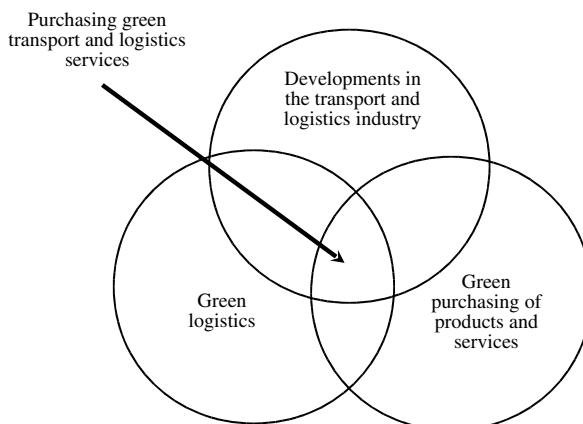 Purchasing green
transport and logistics
services
Developments in
the transport and
logistics industry
Green
logistics
Green
purchasing of
products and
services